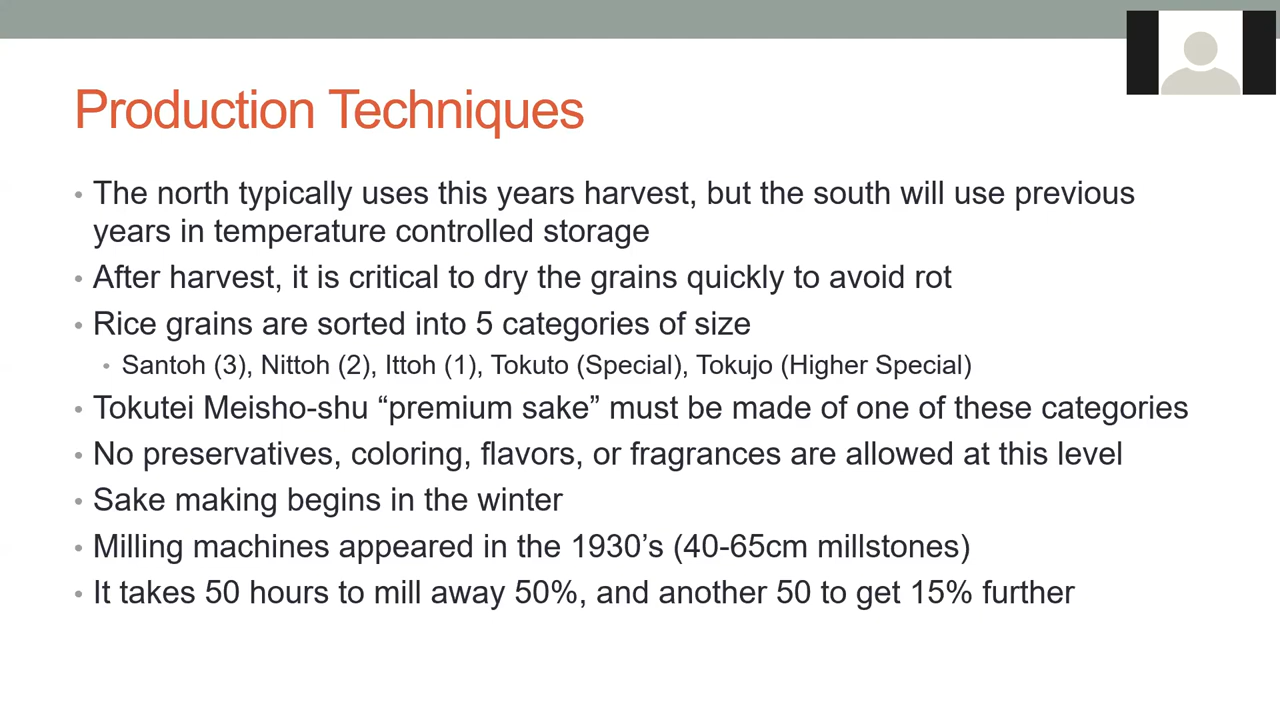 Production Techniques
• The north typically uses this years harvest, but the south will use previous
years in temperature controlled storage
• After harvest, it is critical to dry the grains quickly to avoid rot
• Rice grains are sorted into 5 categories of size
• Santoh (3), Nittoh (2), Ittoh (1), Tokuto (Special), Tokujo (Higher Special)
• Tokutei Meisho-shu “premium sake” must be made of one of these categories
• No preservatives, coloring, flavors, or fragrances are allowed at this level
• Sake making begins in the winter
• Milling machines appeared in the 1930’s (40-65cm millstones)
• It takes 50 hours to mill away 50%, and another 50 to get 15% further